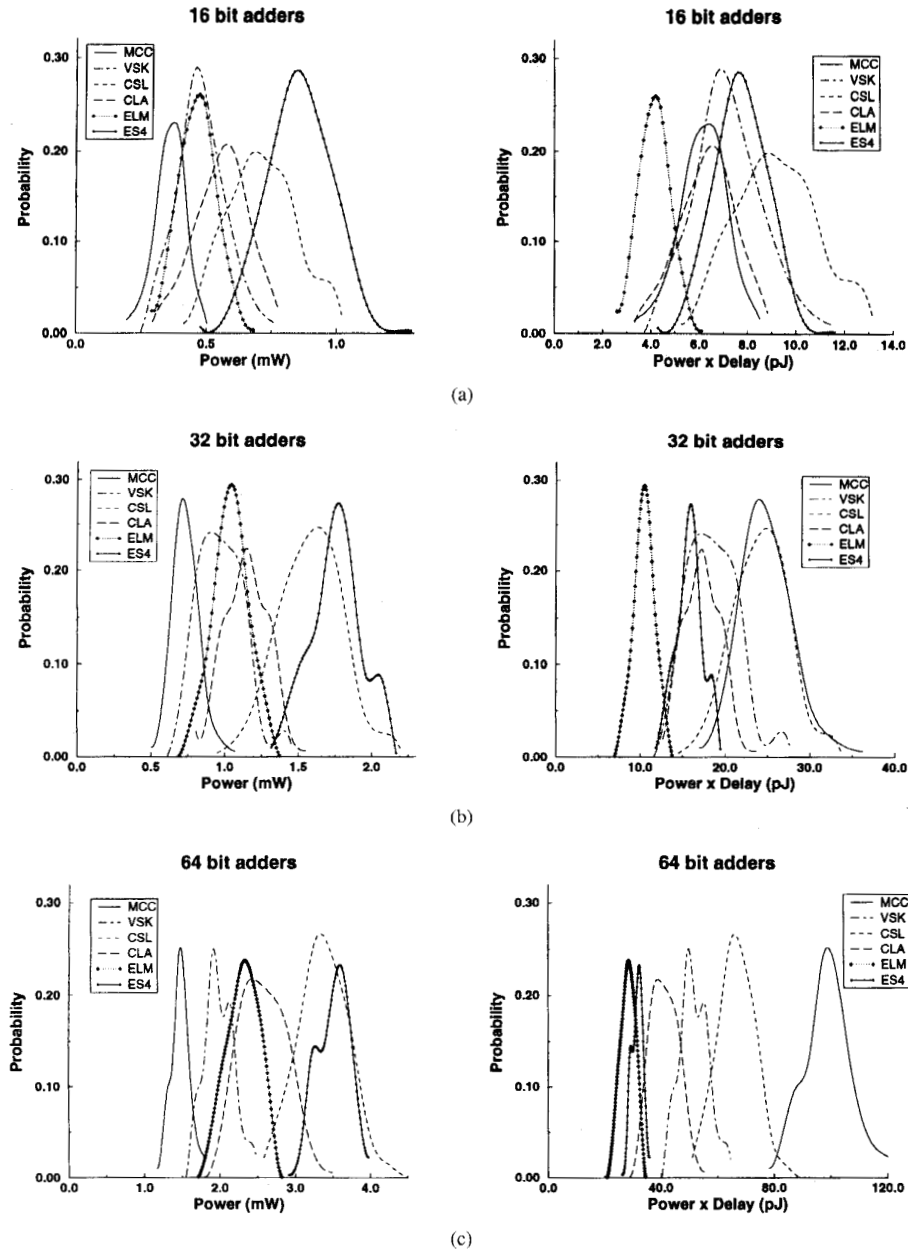 16 bit adders
MCC
VSK
CSL
CLA
ELM
ES4
0.30
0.20
0.10
0.00
Probability
0.0
0.5
1.0
Power (mW)
16 bit adders
MCC
VSK
CSL
CLA
ELM
ES4
0.30
0.20
0.10
0.00
Probability
0.0
2.0
4.0
6.0
8.0
10.0
12.0
14.0
Power x Delay (pJ)
(a)
32 bit adders
MCC
VSK
CSL
CLA
ELM
ES4
0.30
0.20
0.10
0.00
Probability
0.0
0.5
1.0
1.5
2.0
Power (mW)
32 bit adders
MCC
VSK
CSL
CLA
ELM
ES4
0.30
0.20
0.10
0.00
Probability
0.0
10.0
20.0
30.0
40.0
Power x Delay (pJ)
(b)
64 bit adders
MCC
VSK
CSL
CLA
ELM
ES4
0.30
0.20
0.10
0.00
Probability
0.0
1.0
2.0
3.0
4.0
Power (mW)
64 bit adders
MCC
VSK
CSL
CLA
ELM
ES4
0.30
0.20
0.10
0.00
Probability
0.0
40.0
80.0
120.0
Power x Delay (pJ)
(c)